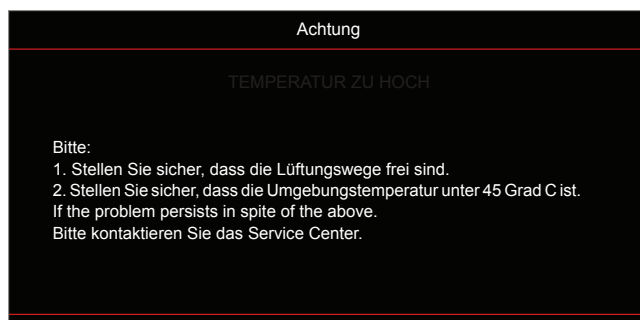 Achtung
TEMPERATUR ZU HOCH
Bitte:
1. Stellen Sie sicher, dass die Lüftungswege frei sind.
2. Stellen Sie sicher, dass die Umgebungstemperatur unter 45 Grad C ist.
If the problem persists in spite of the above.
Bitte kontaktieren Sie das Service Center.